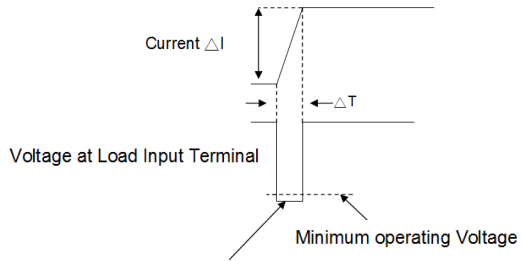 Current △I
△T
Voltage at Load Input Terminal
Minimum operating Voltage